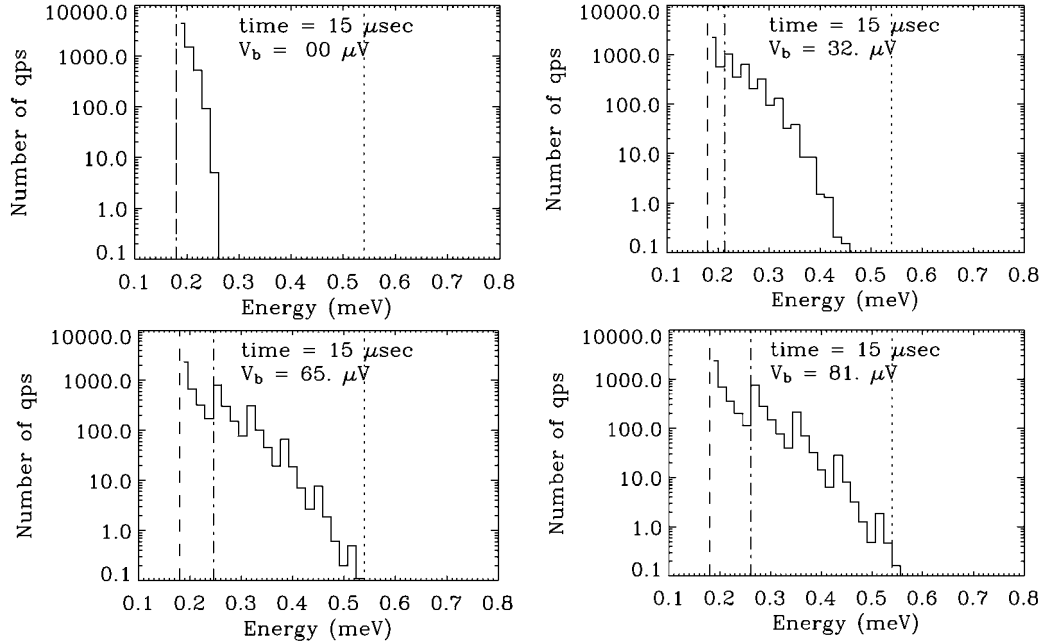 time = 15 μsec
V_b = 00 μV
Number of qps
10000.0
1000.0
100.0
10.0
1.0
0.1
0.1 0.2 0.3 0.4 0.5 0.6 0.7 0.8
Energy (meV)
time = 15 μsec
V_b = 32. μV
Number of qps
10000.0
1000.0
100.0
10.0
1.0
0.1
0.1 0.2 0.3 0.4 0.5 0.6 0.7 0.8
Energy (meV)
time = 15 μsec
V_b = 65. μV
Number of qps
10000.0
1000.0
100.0
10.0
1.0
0.1
0.1 0.2 0.3 0.4 0.5 0.6 0.7 0.8
Energy (meV)
time = 15 μsec
V_b = 81. μV
Number of qps
10000.0
1000.0
100.0
10.0
1.0
0.1
0.1 0.2 0.3 0.4 0.5 0.6 0.7 0.8
Energy (meV)